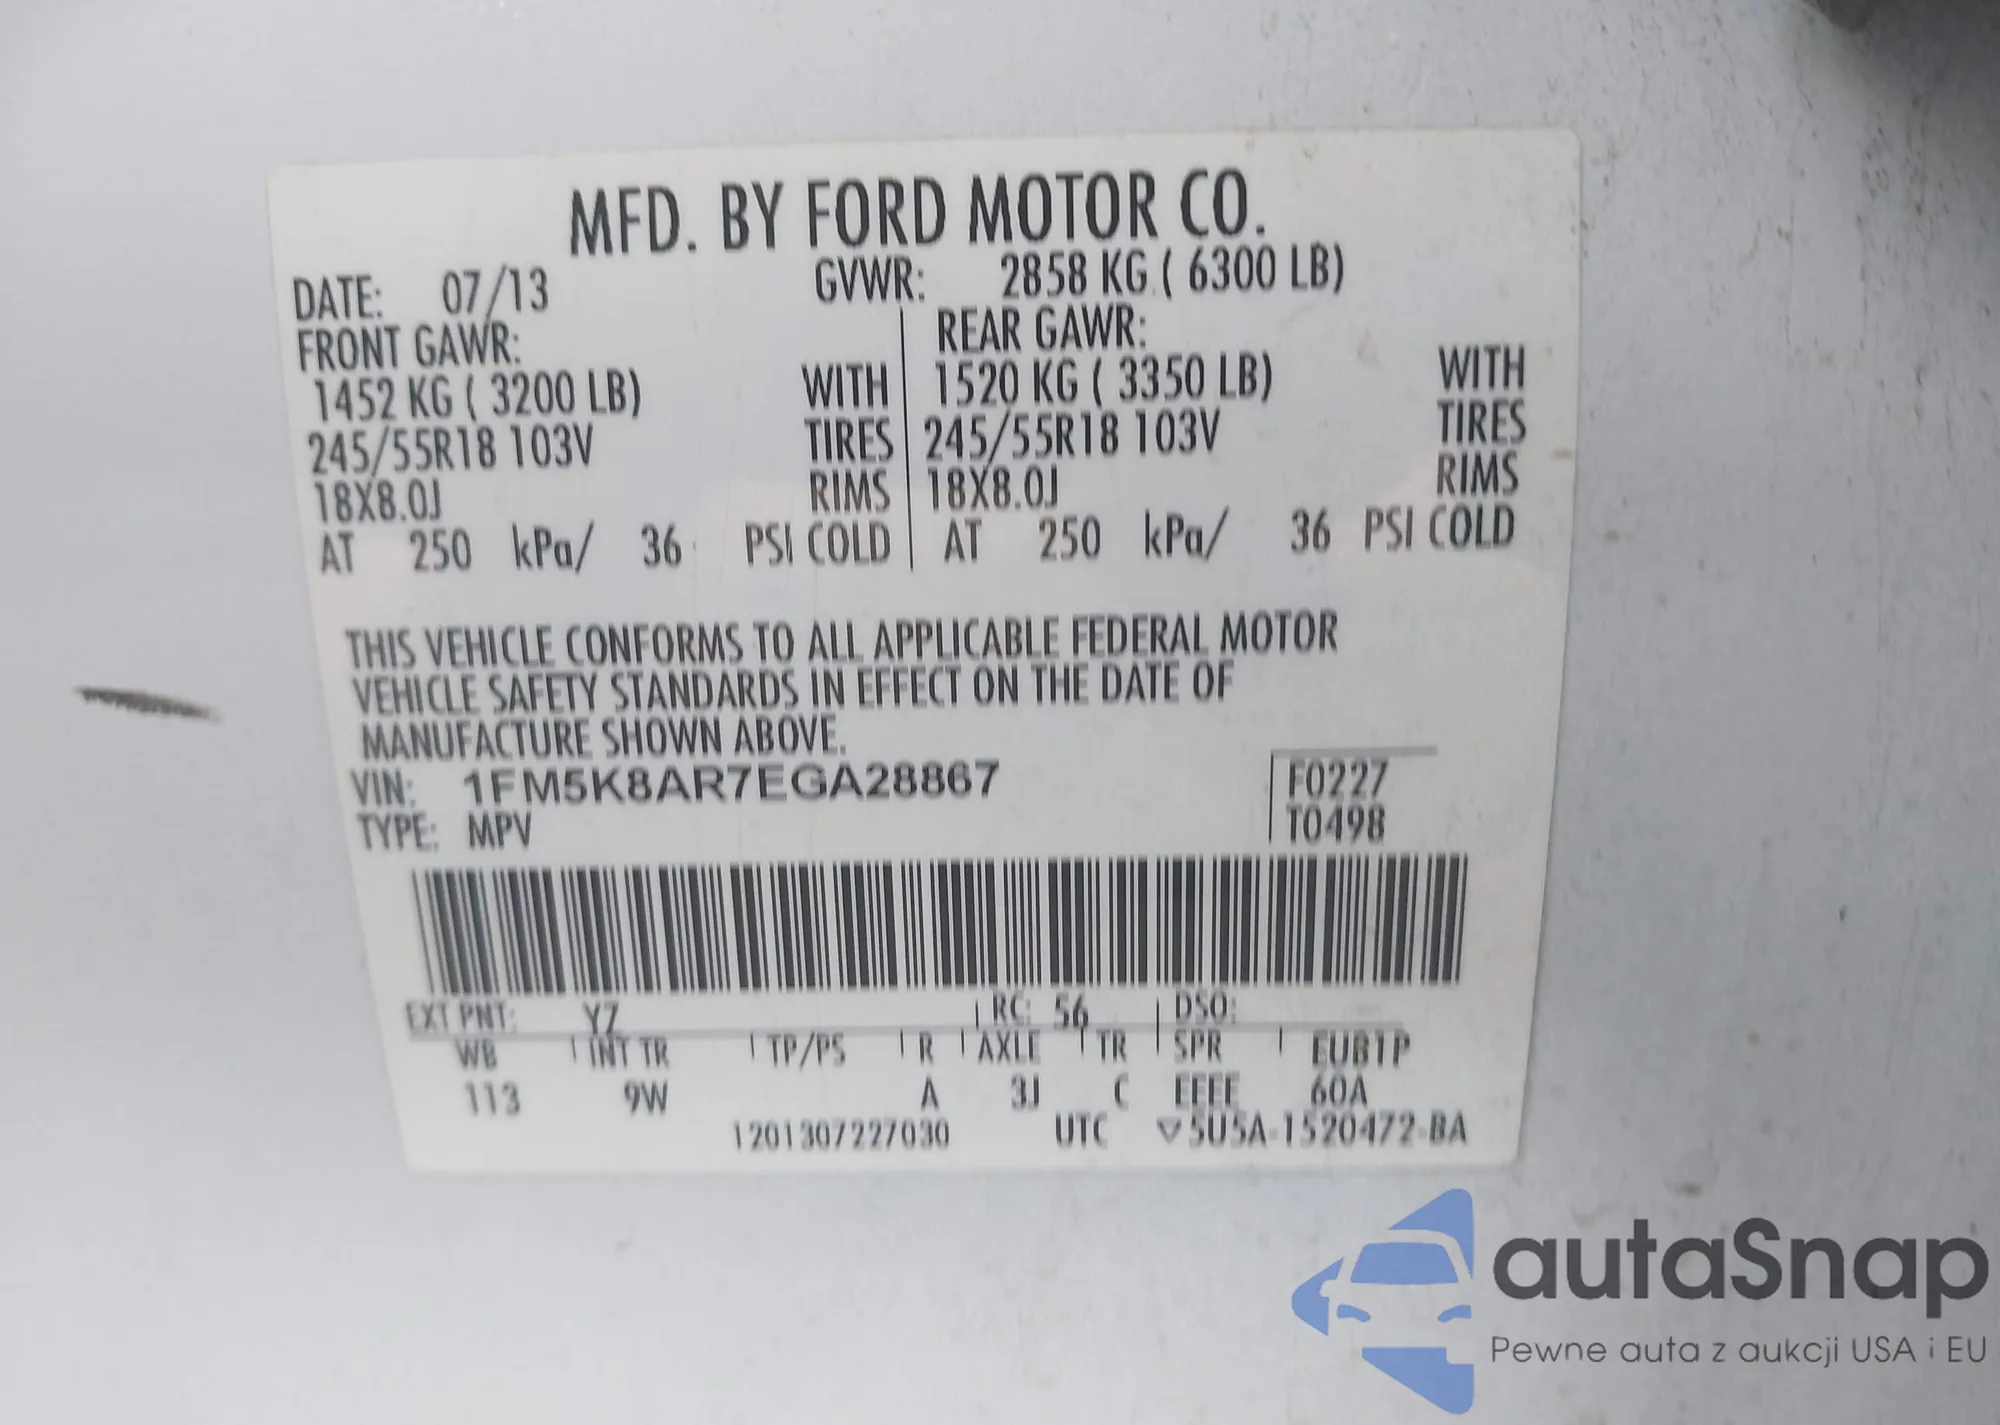 MFD. BY FORD MOTOR CO.
DATE: 07/13 GVWR: 2858 KG ( 6300 LB)
FRONT GAWR: REAR GAWR:
1452 KG ( 3200 LB) WITH 1520 KG ( 3350 LB) WITH
245/55R18 103V TIRES 245/55R18 103V TIRES
18X8.0J RIMS 18X8.0J RIMS
AT 250 kPa/ 36 PSI COLD AT 250 kPa/ 36 PSI COLD
THIS VEHICLE CONFORMS TO ALL APPLICABLE FEDERAL MOTOR
VEHICLE SAFETY STANDARDS IN EFFECT ON THE DATE OF
MANUFACTURE SHOWN ABOVE.
VIN: 1FM5K8AR7EGA28867 F0227
TYPE: MPV T0498
EXT PNT: YZ RC: 56 DSO:
WB INT TR TP/PS R AXLE TR SPR EUB1P
113 9W A 3J C EEEE 60A
1201307227030 UTC ▽5U5A-1520472-BA
autaSnap
Pewne auta z aukcji USA i EU